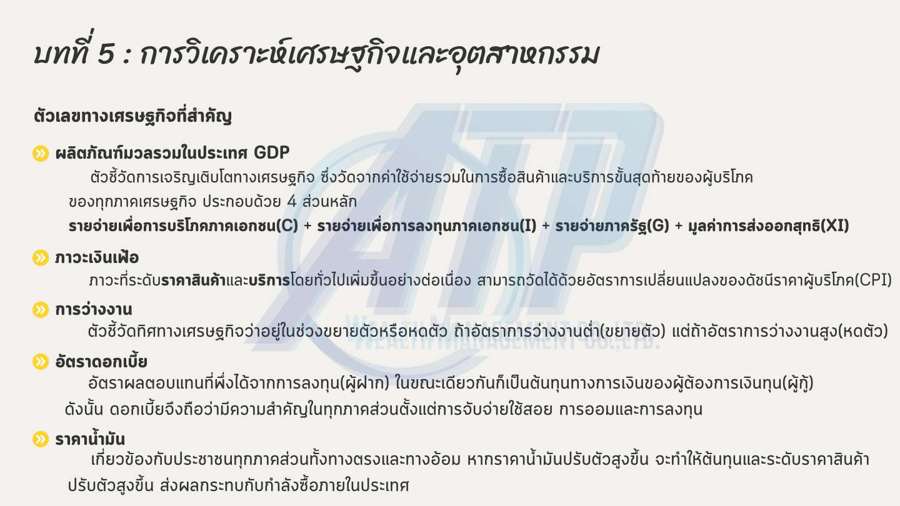 บทที่ 5 : การวิเคราะห์เศรษฐกิจและอุตสาหกรรม
ตัวเลขทางเศรษฐกิจที่สำคัญ
ผลิตภัณฑ์มวลรวมในประเทศ GDP
ตัวชี้วัดการเจริญเติบโตทางเศรษฐกิจ ซึ่งวัดจากค่าใช้จ่ายรวมในการซื้อสินค้าและบริการขั้นสุดท้ายของผู้บริโภค
ของทุกภาคเศรษฐกิจ ประกอบด้วย 4 ส่วนหลัก
รายจ่ายเพื่อการบริโภคภาคเอกชน(C) + รายจ่ายเพื่อการลงทุนภาคเอกชน(I) + รายจ่ายภาครัฐ(G) + มูลค่าการส่งออกสุทธิ(XI)
ภาวะเงินเฟ้อ
ภาวะที่ระดับราคาสินค้าและบริการโดยทั่วไปเพิ่มขึ้นอย่างต่อเนื่อง สามารถวัดได้ด้วยอัตราการเปลี่ยนแปลงของดัชนีราคาผู้บริโภค(CPI)
การว่างงาน
ตัวชี้วัดทิศทางเศรษฐกิจว่าอยู่ในช่วงขยายตัวหรือหดตัว ถ้าอัตราการว่างงานต่ำ(ขยายตัว) แต่ถ้าอัตราการว่างงานสูง(หดตัว)
อัตราดอกเบี้ย
อัตราผลตอบแทนที่พึ่งได้จากการลงทุน(ผู้ฝาก) ในขณะเดียวกันก็เป็นต้นทุนทางการเงินของผู้ต้องการเงินทุน(ผู้กู้)
ดังนั้น ดอกเบี้ยจึงถือว่ามีความสำคัญในทุกภาคส่วนตั้งแต่การจับจ่ายใช้สอย การออมและการลงทุน
ราคาน้ำมัน
เกี่ยวข้องกับประชาชนทุกภาคส่วนทั้งทางตรงและทางอ้อม หากราคาน้ำมันปรับตัวสูงขึ้น จะทำให้ต้นทุนและระดับราคาสินค้า
ปรับตัวสูงขึ้น ส่งผลกระทบกับกำลังซื้อภายในประเทศ
ATP
WEALTH MANAGEMENT CO.,LTD.